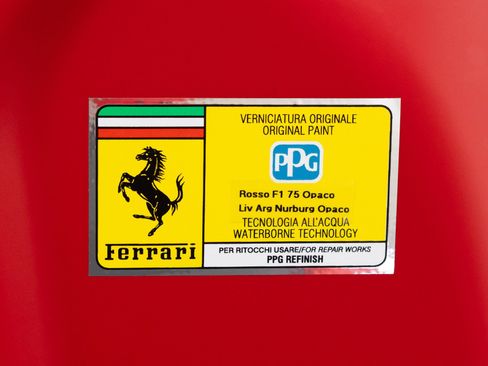 VERNICIATURA ORIGINALE
ORIGINAL PAINT
PPG
Rosso F1 75 Opaco
Liv Arg Nurburg Opaco
TECNOLOGIA ALL'ACQUA
WATERBORNE TECHNOLOGY
Ferrari
PER RITOCCHI USARE/FOR REPAIR WORKS
PPG REFINISH